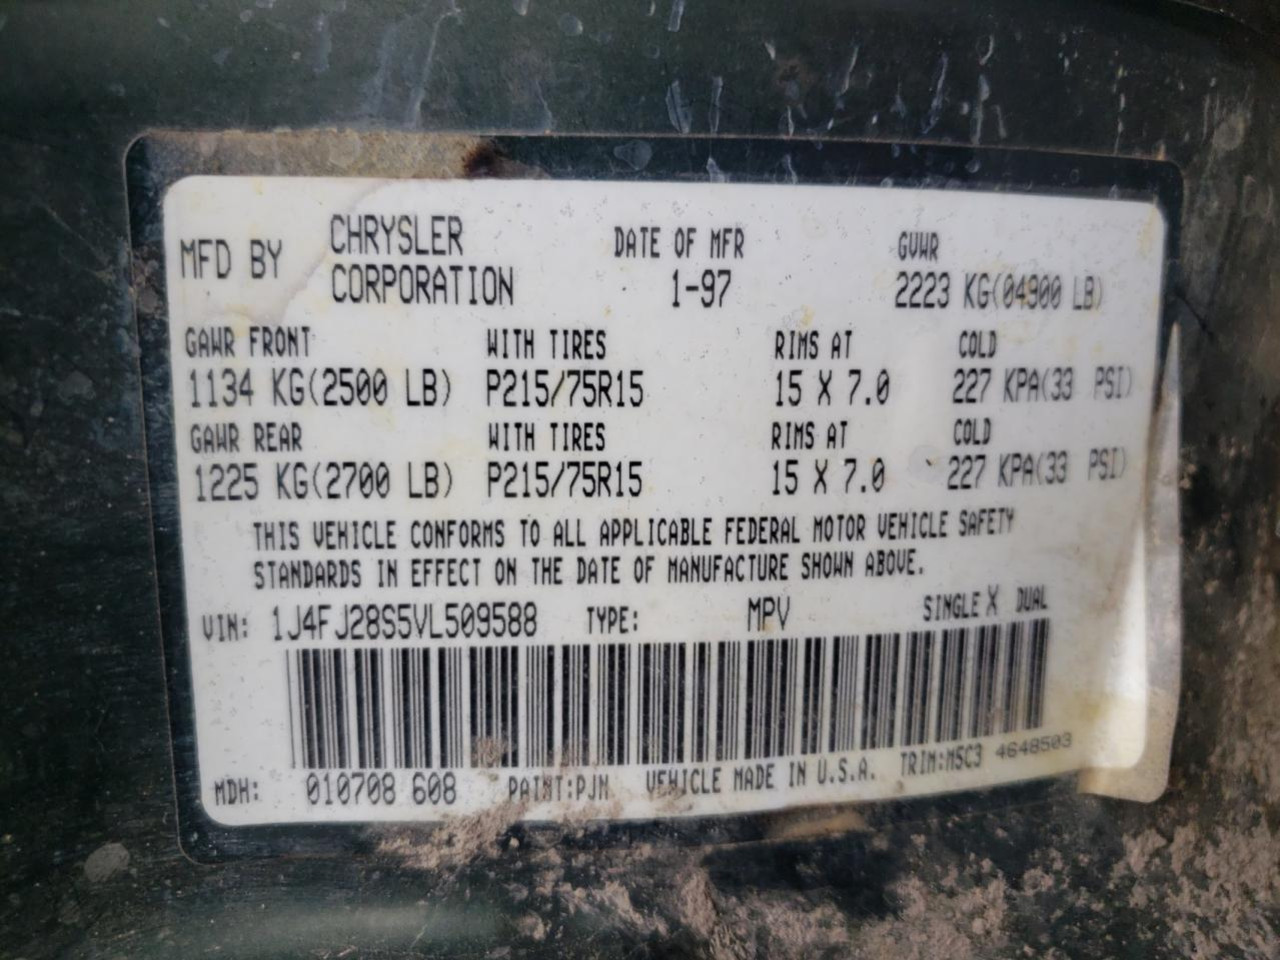 MFD BY CHRYSLER CORPORATION DATE OF MFR 1-97 GVWR 2223 KG(04900 LB)
GAWR FRONT WITH TIRES RIMS AT COLD
1134 KG(2500 LB) P215/75R15 15 X 7.0 227 KPA(33 PSI)
GAWR REAR WITH TIRES RIMS AT COLD
1225 KG(2700 LB) P215/75R15 15 X 7.0 227 KPA(33 PSI)
THIS VEHICLE CONFORMS TO ALL APPLICABLE FEDERAL MOTOR VEHICLE SAFETY
STANDARDS IN EFFECT ON THE DATE OF MANUFACTURE SHOWN ABOVE.
VIN: 1J4FJ28S5VL509588 TYPE: MPV SINGLE X DUAL
MDH: 010708 608 PAINT:PJN VEHICLE MADE IN U.S.A. TRIM:M5C3 4648503